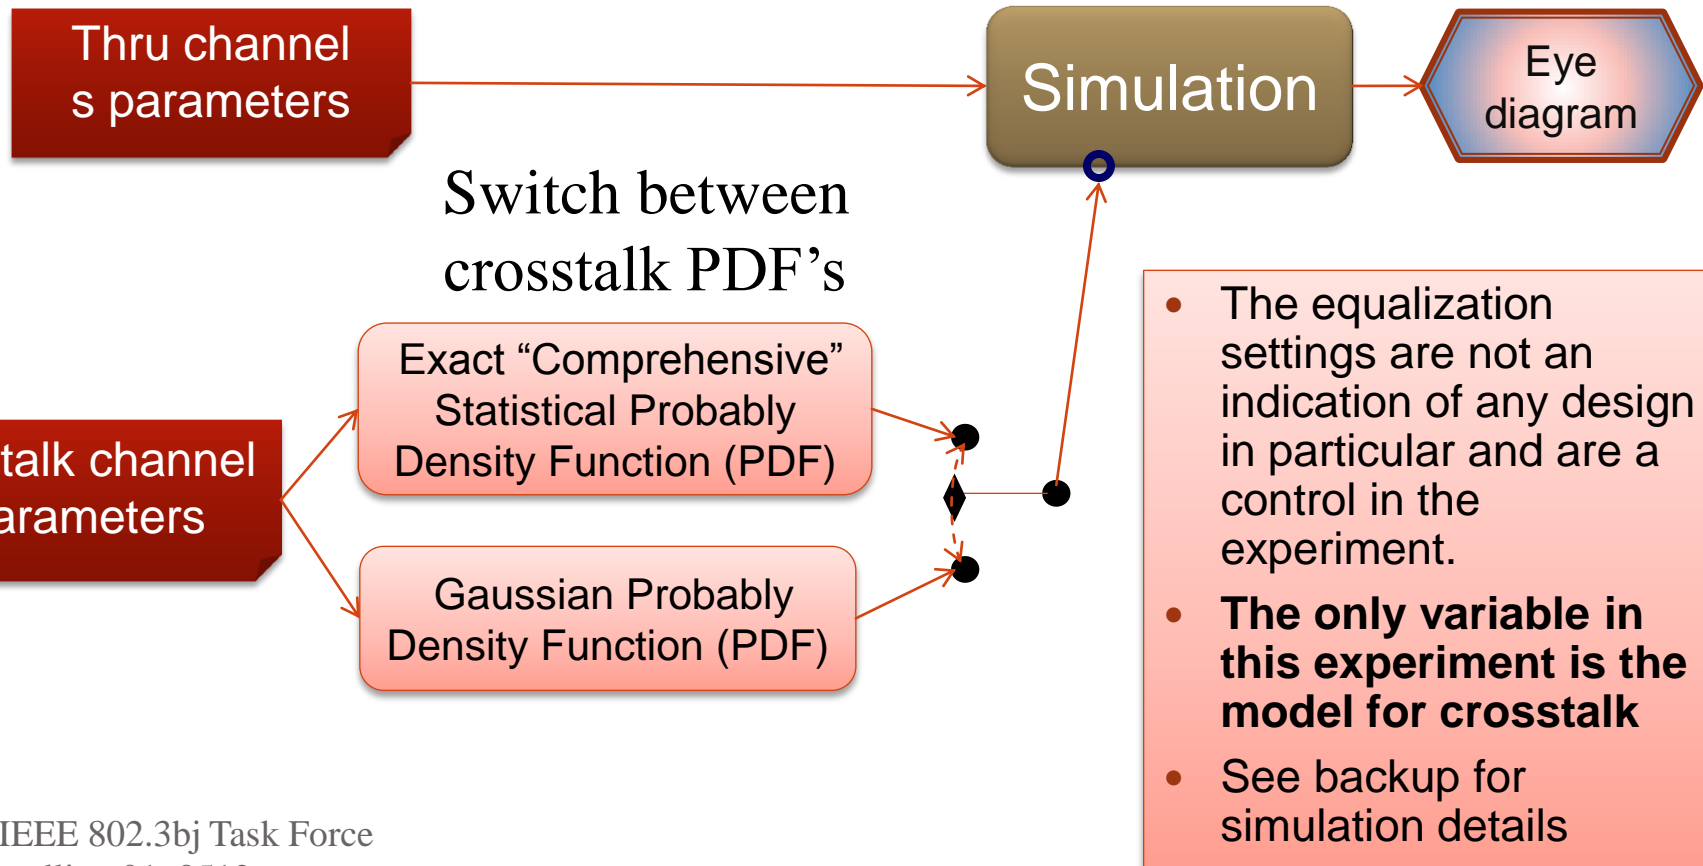 Thru channel
s parameters
Simulation
Eye
diagram
Switch between
crosstalk PDF’s
Exact “Comprehensive”
Statistical Probably
Density Function (PDF)
talk channel
arameters
Gaussian Probably
Density Function (PDF)
• The equalization
settings are not an
indication of any design
in particular and are a
control in the
experiment.
• The only variable in
this experiment is the
model for crosstalk
• See backup for
simulation details
IEEE 802.3bj Task Force